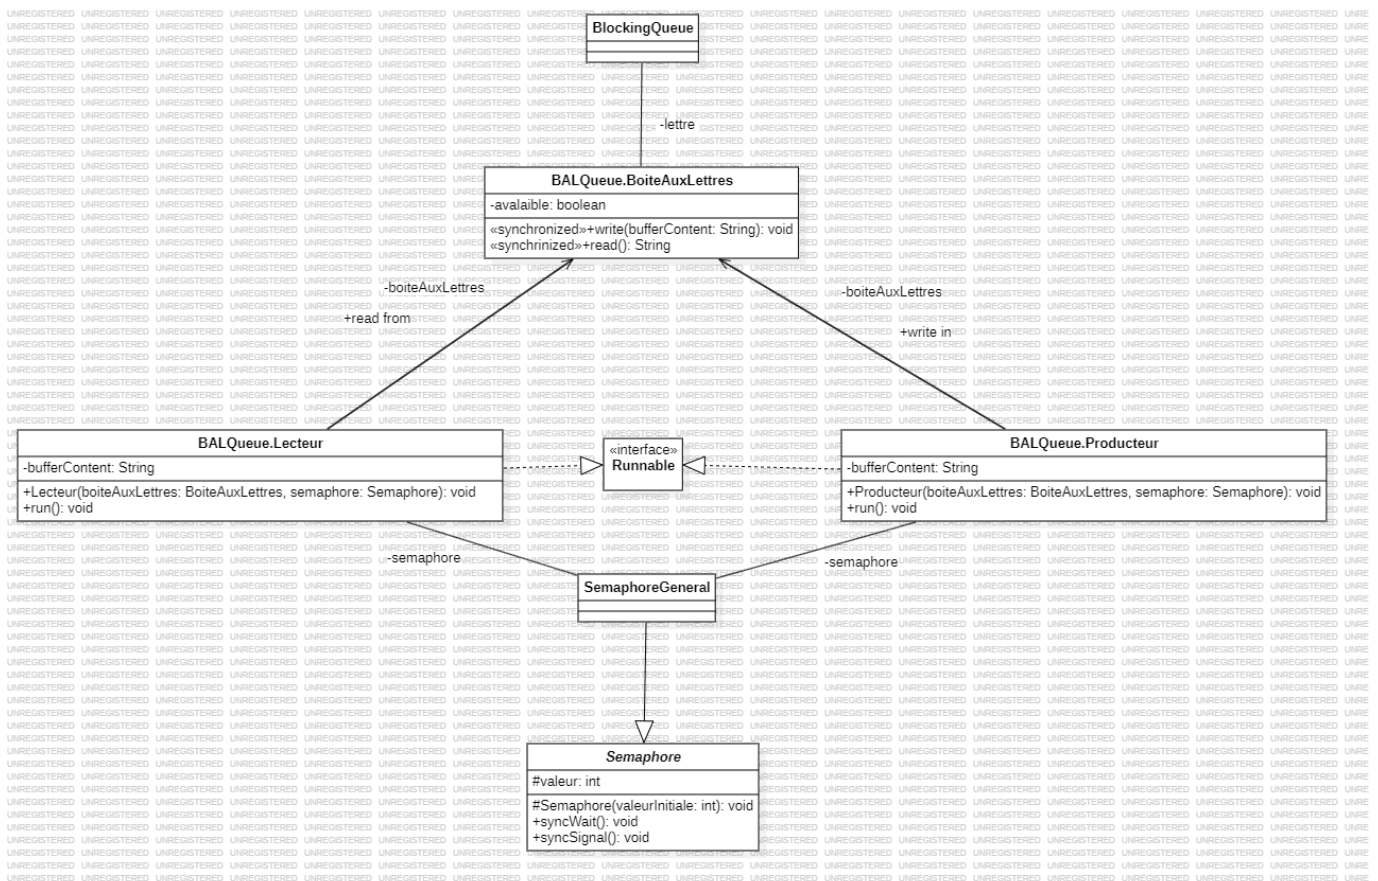 BlockingQueue
-lettre
BALQueue.BoiteAuxLettres
-avalaible: boolean
«synchronized»+write(bufferContent: String): void
«synchrinized»+read(): String
-boiteAuxLettres
-boiteAuxLettres
+read from
+write in
BALQueue.Lecteur
-bufferContent: String
+Lecteur(boiteAuxLettres: BoiteAuxLettres, semaphore: Semaphore): void
+run(): void
«interface»
Runnable
BALQueue.Producteur
-bufferContent: String
+Producteur(boiteAuxLettres: BoiteAuxLettres, semaphore: Semaphore): void
+run(): void
-semaphore
-semaphore
SemaphoreGeneral
Semaphore
#valeur: int
#Semaphore(valeurInitiale: int): void
+syncWait(): void
+syncSignal(): void
UNREGISTERED